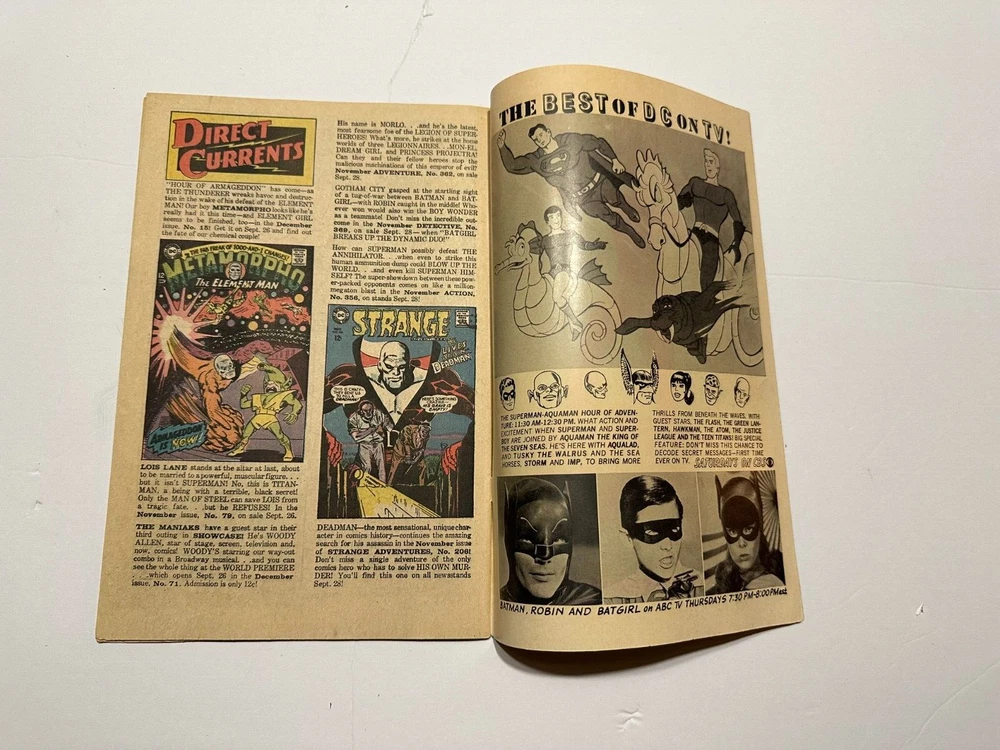 DIRECT
CURRENTS
"HOUR OF ARMAGEDDON" has come—as
THE THUNDERER wreaks havoc and destruc-
tion in the wake of his defeat of the ELEMENT
MAN! Our boy METAMORPHO looks like he's
really had it this time—and ELEMENT GIRL
seems to be finished, too—in the December
issue, No. 15! Get it on Sept. 26 and find out
the fate of our chemical couple!
"THE FAB FREAK OF 1000-AND-1 CHANGES!"
METAMORPHO
THE ELEMENT MAN
ARMAGEDDON
IS NOW!
LOIS LANE stands at the altar at last, about
to be married to a powerful, muscular figure. . .
but it isn't SUPERMAN! No, this is TITAN-
MAN, a being with a terrible, black secret!
Only the MAN OF STEEL can save LOIS from
a tragic fate. . .but he REFUSES! In the
November issue, No. 79, on sale Sept. 26.
THE MANIAKS have a guest star in their
third outing in SHOWCASE! He's WOODY
ALLEN, star of stage, screen, television and,
now, comics! WOODY'S starring our way-out
combo in a Broadway musical. . .and you can
see the whole thing at the WORLD PREMIERE
. . .which opens Sept. 26 in the December
issue, No. 71. Admission is only 12c!
His name is MORLO. . .and he's the latest,
most fearsome foe of the LEGION OF SUPER-
HEROES! What's more, he strikes at the home
worlds of three LEGIONNAIRES. . .MON-EL,
DREAM GIRL and PRINCESS PROJECTRA!
Can they and their fellow heroes stop the
malicious machinations of this emperor of evil?
November ADVENTURE, No. 362, on sale
Sept. 28.
GOTHAM CITY gasped at the startling sight
of a tug-of-war between BATMAN and BAT-
GIRL—with ROBIN caught in the middle! Who-
ever won would also win the BOY WONDER
as a teammate! Don't miss the incredible out-
come in the November DETECTIVE, No.
369, on sale Sept. 28—when "BATGIRL
BREAKS UP THE DYNAMIC DUO!"
How can SUPERMAN possibly defeat THE
ANNIHILATOR. . .when even to strike this
human ammunition dump could BLOW UP THE
WORLD. . .and even kill SUPERMAN HIM-
SELF? The super-showdown between these pow-
er-packed opponents comes on like a million-
megaton blast in the November ACTION,
No. 356, on stands Sept. 28!
STRANGE
DEADMAN
DEADMAN—the most sensational, unique char-
acter in comics history—continues the amazing
search for his assassin in the November issue
of STRANGE ADVENTURES, No. 206!
Don't miss a single adventure of the only
comics hero who has to solve HIS OWN MUR-
DER! You'll find this one on all newsstands
Sept. 28!
THE BEST OF DC ON TV!
THE SUPERMAN-AQUAMAN HOUR OF ADVEN-
TURE: 11:30 AM-12:30 PM. WHAT ACTION AND
EXCITEMENT WHEN SUPERMAN AND SUPER-
BOY ARE JOINED BY AQUAMAN THE KING OF
THE SEVEN SEAS. HE'S HERE WITH AQUALAD,
AND TUSKY THE WALRUS AND THE SEA
HORSES, STORM AND IMP, TO BRING MORE
THRILLS FROM BENEATH THE WAVES. WITH
GUEST STARS, THE FLASH, THE GREEN LAN-
TERN, HAWKMAN, THE ATOM, THE JUSTICE
LEAGUE AND THE TEEN TITANS! BIG SPECIAL
FEATURE: DON'T MISS THIS CHANCE TO
DECODE SECRET MESSAGES—FIRST TIME
EVER ON TV. SATURDAYS ON CBS
BATMAN, ROBIN AND BATGIRL on ABC TV THURSDAYS 7:30 PM-8:00 PM est